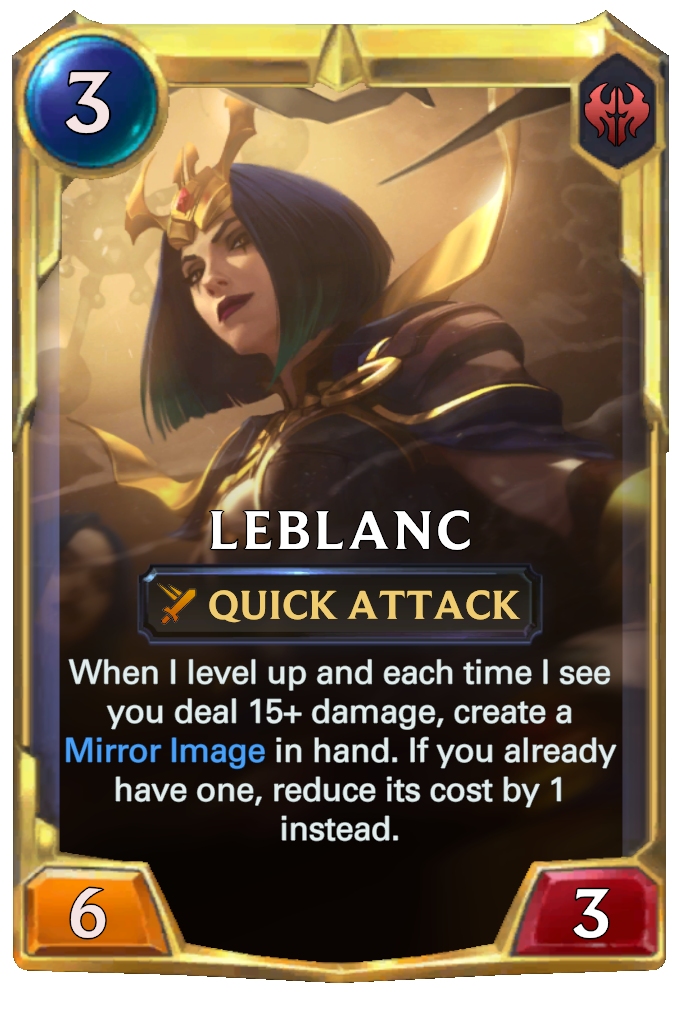 3
LEBLANC
QUICK ATTACK
When I level up and each time I see
you deal 15+ damage, create a
Mirror Image in hand. If you already
have one, reduce its cost by 1
instead.
6
3